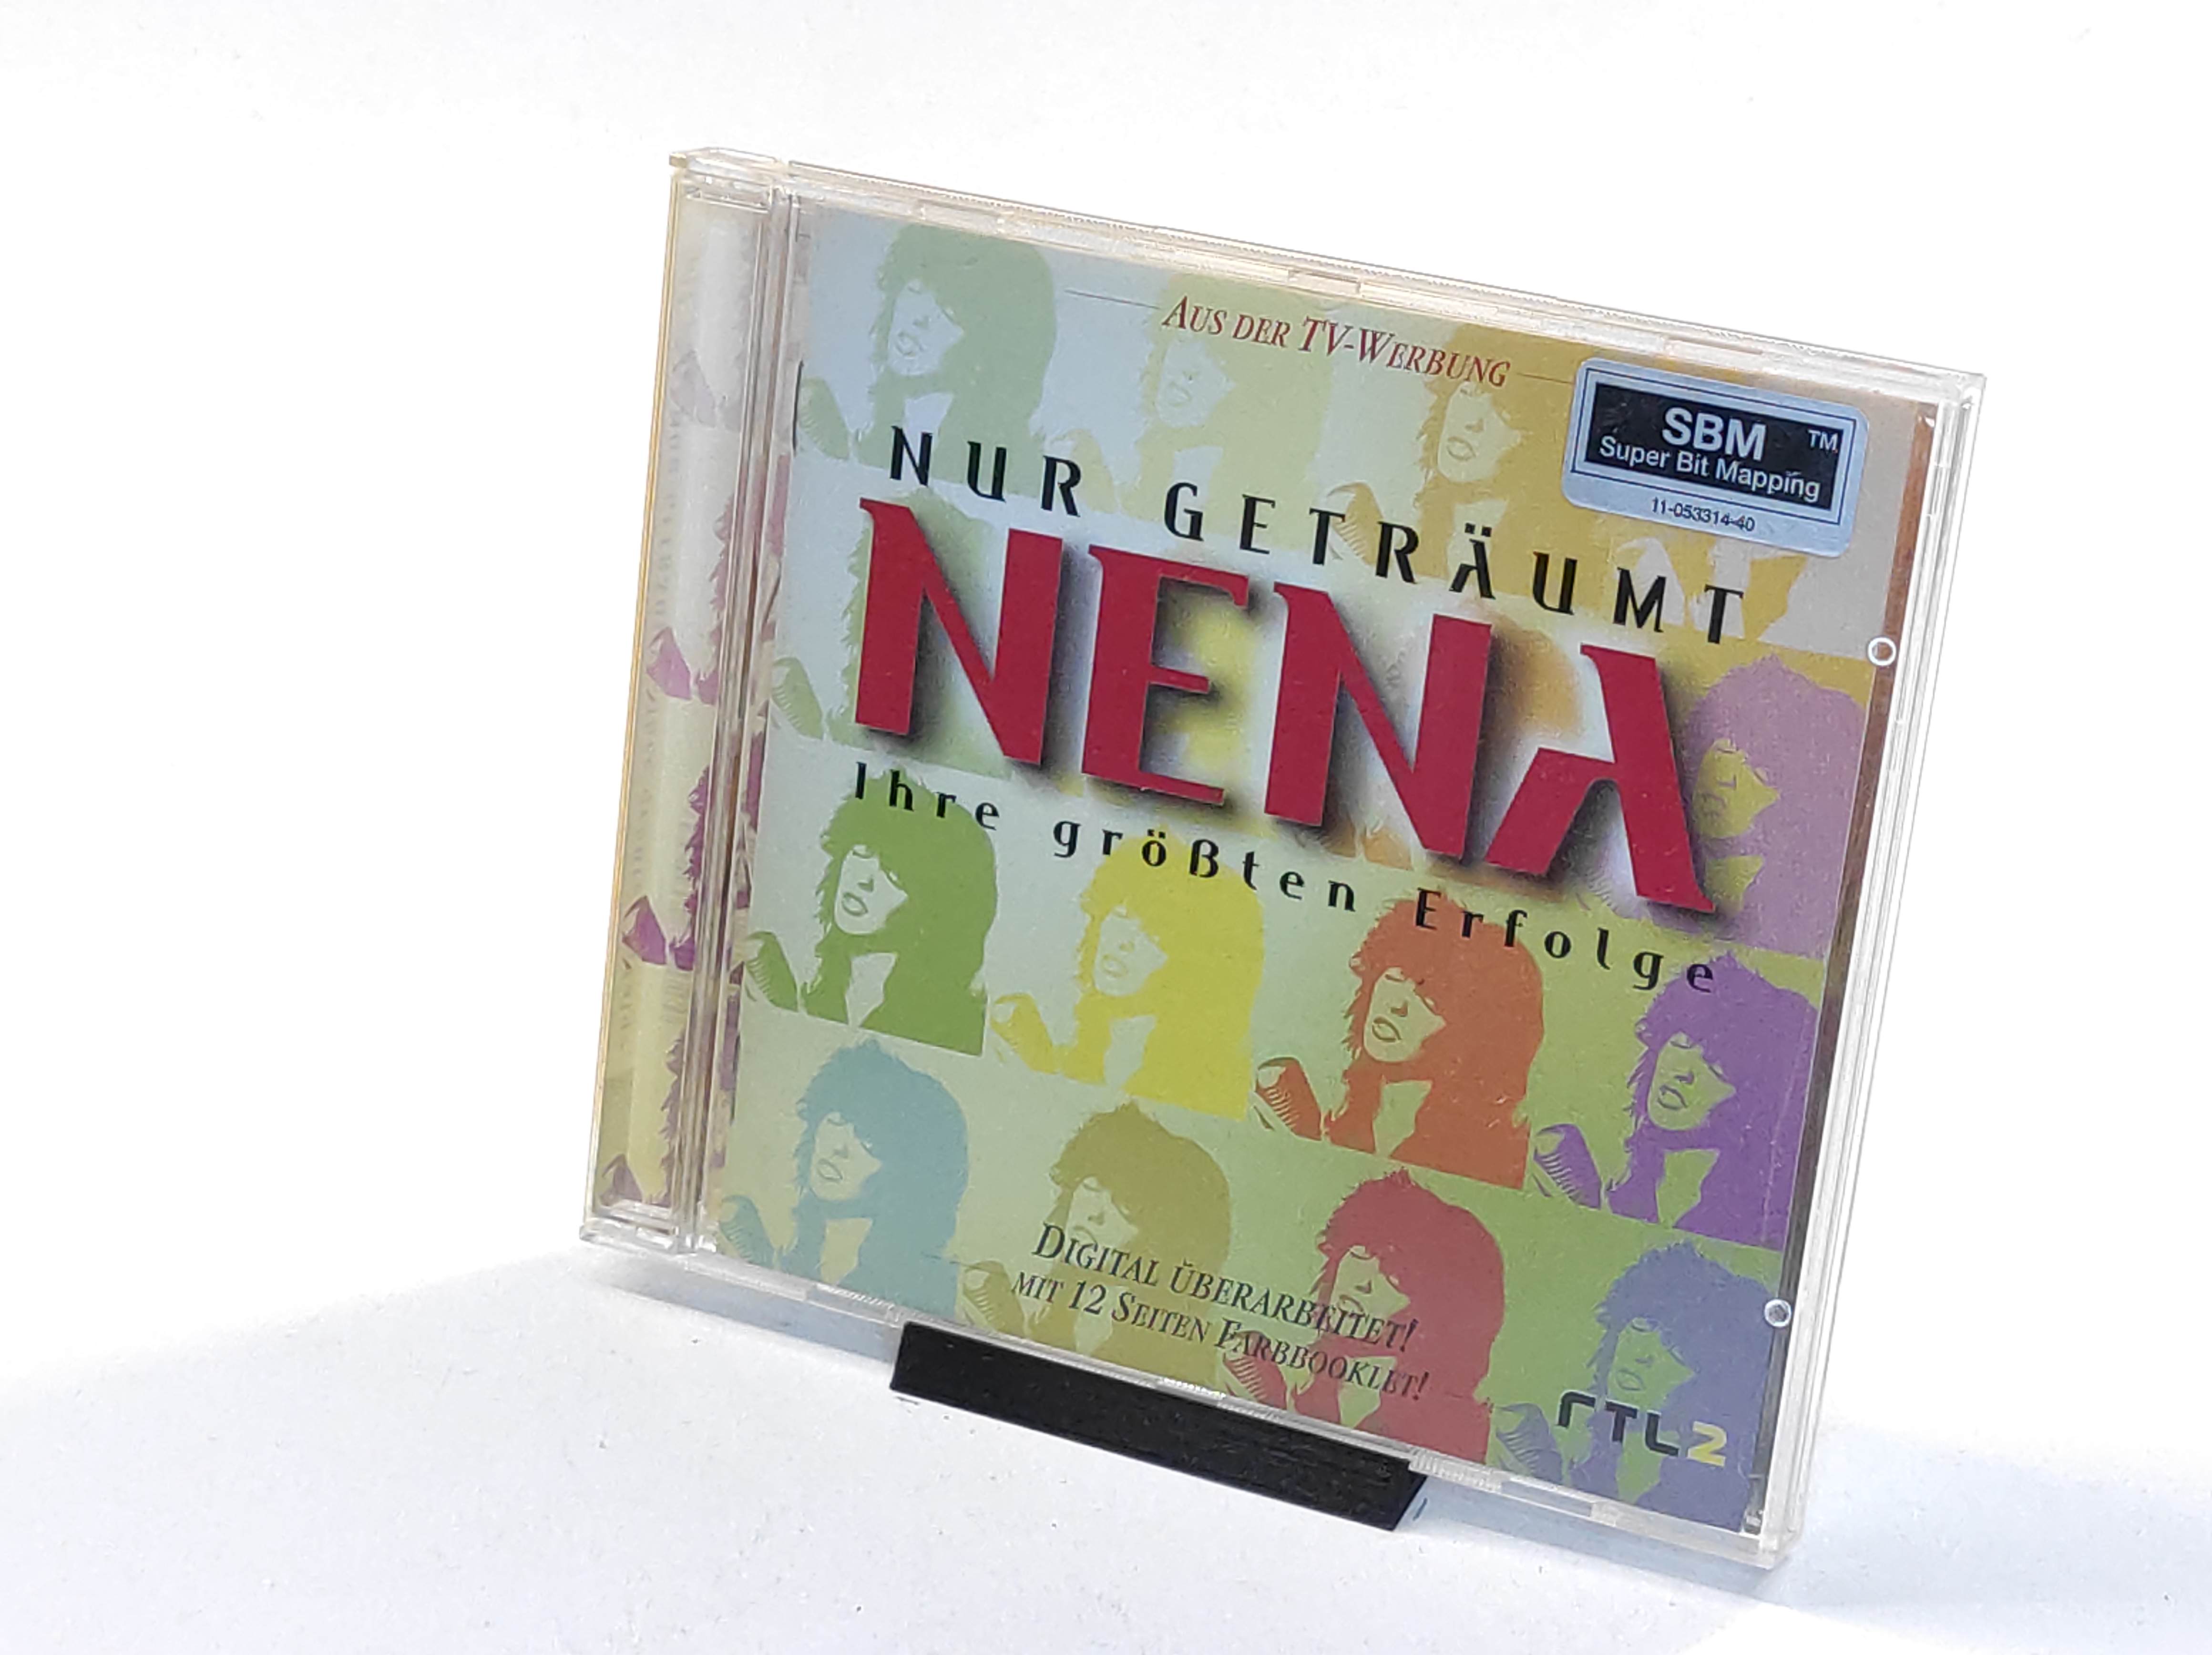 AUS DER TV-WERBUNG
SBM TM
Super Bit Mapping
11-053314-40
NUR GETRÄUMT
NENA
Ihre größten Erfolge
DIGITAL ÜBERARBEITET!
MIT 12 SEITEN FARBBOOKLET!
RTL2